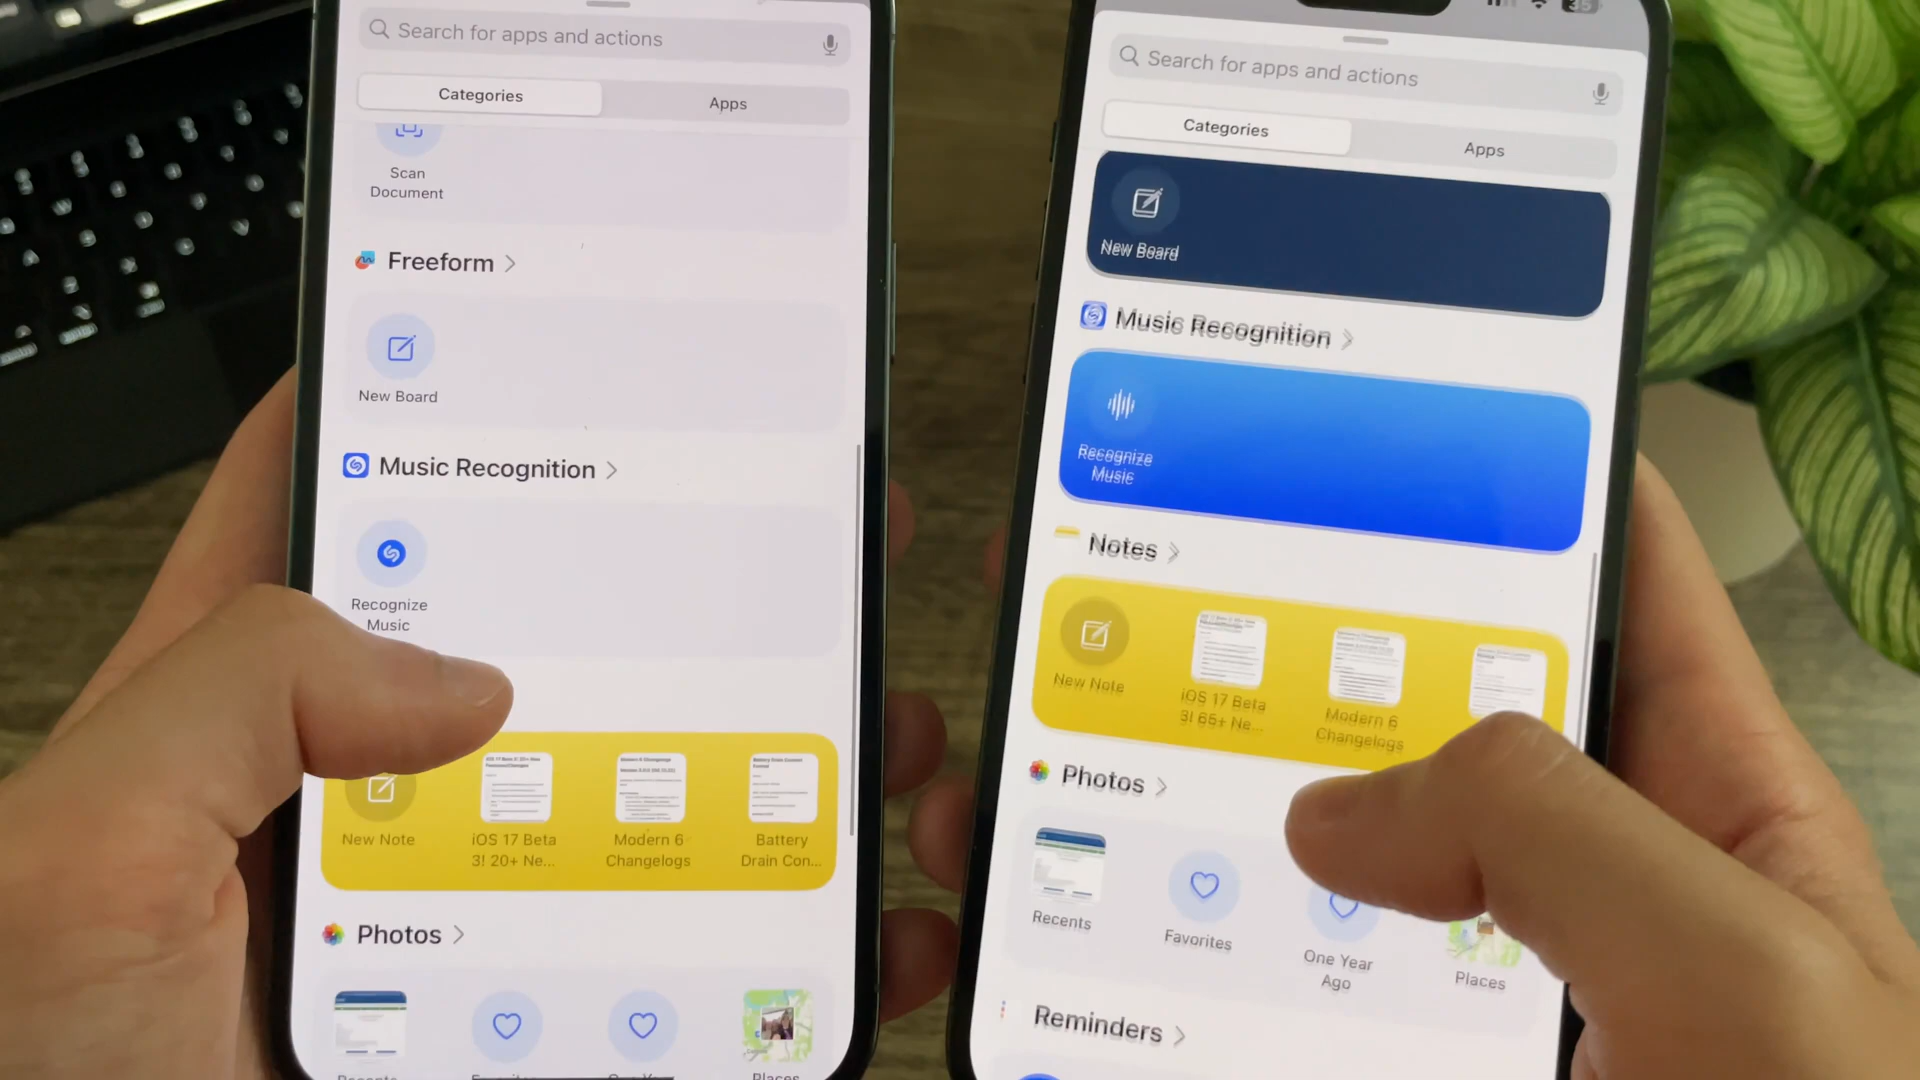 Search for apps and actions
Categories
Apps
Scan
Document
Freeform
New Board
Music Recognition
Recognize
Music
New Note
iOS 17 Beta
3! 20+ Ne...
Modern 6
Changelogs
Battery
Drain Con...
Photos
Recents
Places
35
Search for apps and actions
Categories
Apps
New Board
Music Recognition
Recognize
Music
Notes
New Note
iOS 17 Beta
3! 65+ Ne...
Modern 6
Changelogs
Photos
Recents
Favorites
One Year
Ago
Places
Reminders